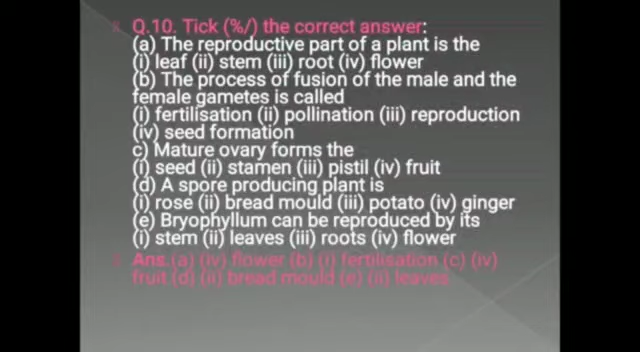 Q.10. Tick (%/) the correct answer:
(a) The reproductive part of a plant is the
(i) leaf (ii) stem (iii) root (iv) flower
(b) The process of fusion of the male and the
female gametes is called
(i) fertilisation (ii) pollination (iii) reproduction
(iv) seed formation
c) Mature ovary forms the
(i) seed (ii) stamen (iii) pistil (iv) fruit
(d) A spore producing plant is
(i) rose (ii) bread mould (iii) potato (iv) ginger
(e) Bryophyllum can be reproduced by its
(i) stem (ii) leaves (iii) roots (iv) flower
Ans.(a) (iv) flower (b) (i) fertilisation (c) (iv)
fruit (d) (ii) bread mould (e) (ii) leaves